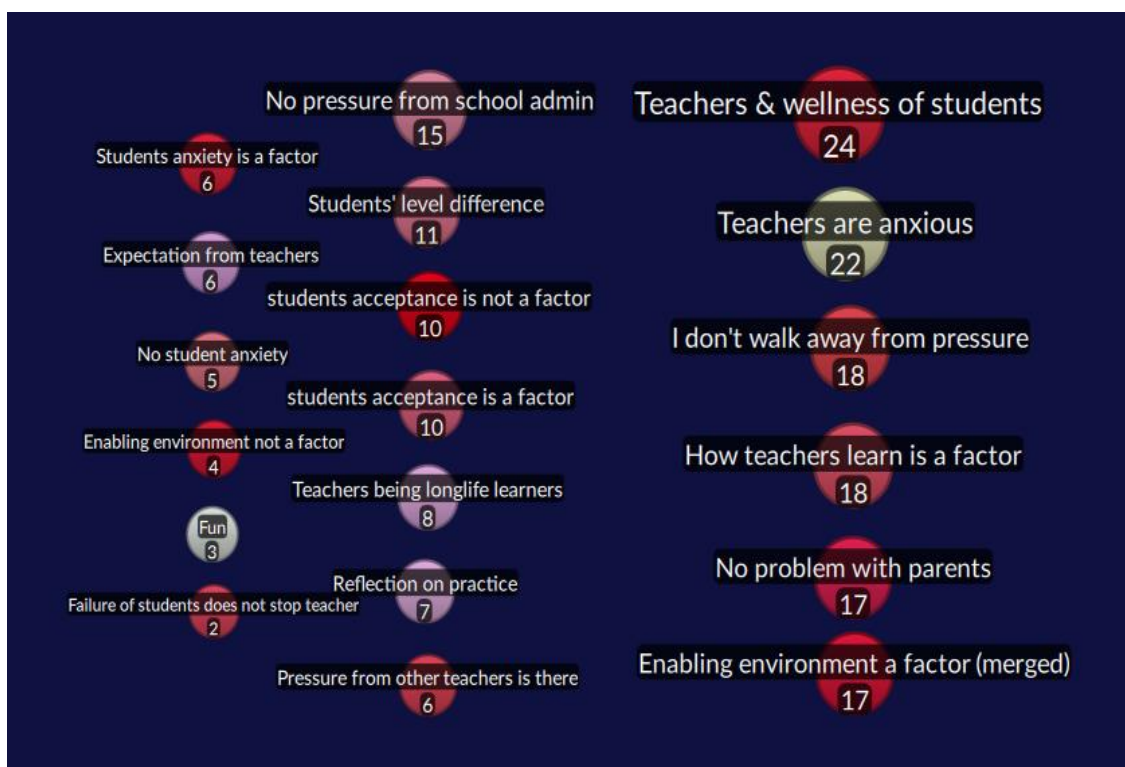 Students anxiety is a factor
6
Expectation from teachers
6
No student anxiety
5
Enabling environment not a factor
4
Fun
3
Failure of students does not stop teacher
2
No pressure from school admin
15
Students' level difference
11
students acceptance is not a factor
10
students acceptance is a factor
10
Teachers being longlife learners
8
Reflection on practice
7
Pressure from other teachers is there
6
Teachers & wellness of students
24
Teachers are anxious
22
I don't walk away from pressure
18
How teachers learn is a factor
18
No problem with parents
17
Enabling environment a factor (merged)
17